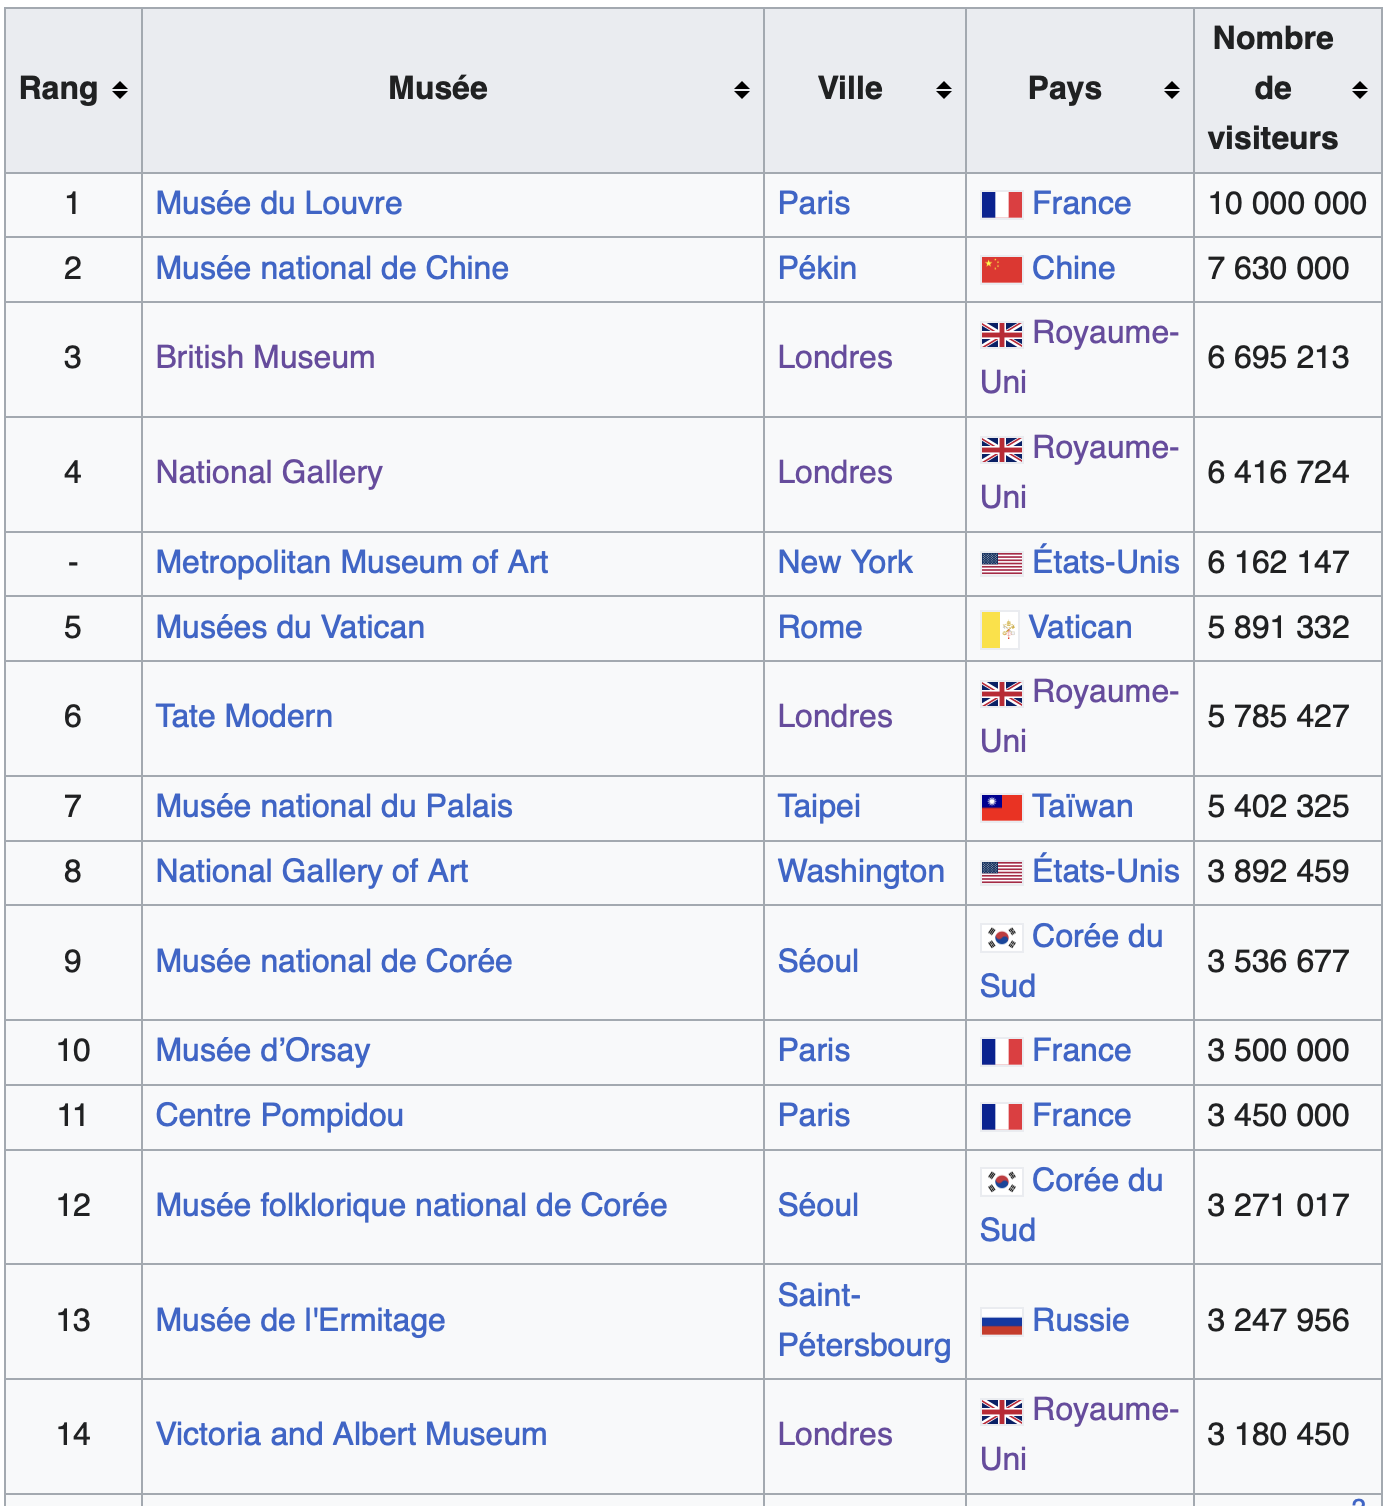 Rang Musée Ville Pays Nombre de visiteurs
1 Musée du Louvre Paris France 10 000 000
2 Musée national de Chine Pékin Chine 7 630 000
3 British Museum Londres Royaume-Uni 6 695 213
4 National Gallery Londres Royaume-Uni 6 416 724
- Metropolitan Museum of Art New York États-Unis 6 162 147
5 Musées du Vatican Rome Vatican 5 891 332
6 Tate Modern Londres Royaume-Uni 5 785 427
7 Musée national du Palais Taipei Taïwan 5 402 325
8 National Gallery of Art Washington États-Unis 3 892 459
9 Musée national de Corée Séoul Corée du Sud 3 536 677
10 Musée d’Orsay Paris France 3 500 000
11 Centre Pompidou Paris France 3 450 000
12 Musée folklorique national de Corée Séoul Corée du Sud 3 271 017
13 Musée de l'Ermitage Saint-Pétersbourg Russie 3 247 956
14 Victoria and Albert Museum Londres Royaume-Uni 3 180 450